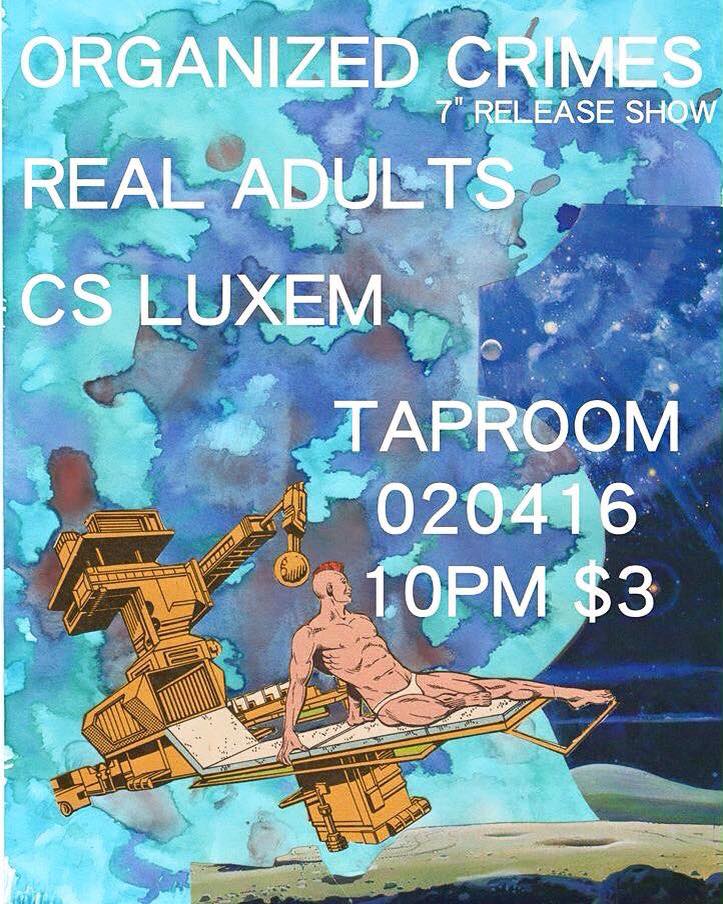 ORGANIZED CRIMES
7" RELEASE SHOW
REAL ADULTS
CS LUXEM
TAPROOM
020416
10PM $3